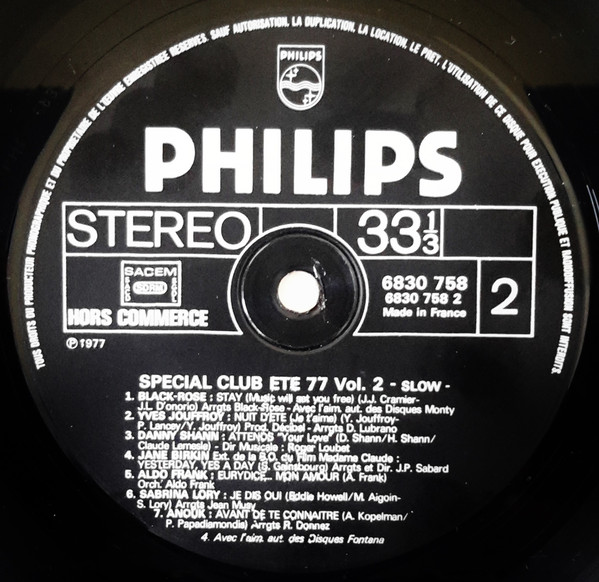 TOUS DROITS DU PRODUCTEUR PHONOGRAPHIQUE ET DU PROPRIETAIRE DE L'ŒUVRE ENREGISTREE RESERVES. SAUF AUTORISATION, LA DUPLICATION, LA LOCATION, LE PRET, L'UTILISATION DE CE DISQUE POUR EXECUTION PUBLIQUE ET RADIODIFFUSION SONT INTERDITS.
PHILIPS
PHILIPS
STEREO
33 1/3
SACEM
SACD
SDRM
SGDL
HORS COMMERCE
6830 758
6830 758 2
Made in France
2
℗ 1977
SPECIAL CLUB ETE 77 Vol. 2 - SLOW -
1. BLACK-ROSE : STAY (Music will set you free) (J.J. Cramier-
J.L. D'onorio) Arrgts Black-Rose - Avec l'aim. aut. des Disques Monty
2. YVES JOUFFROY : NUIT D'ETE (Je t'aime) (Y. Jouffroy-
P. Lancey/Y. Jouffroy) Prod. Décibel - Arrgts D. Lubrano
3. DANNY SHANN : ATTENDS "Your Love" (D. Shann/H. Shann/
Claude Lemesle) - Dir Musicale : Roger Loubet
4. JANE BIRKIN Ext. de la B.O. du Film Madame Claude :
YESTERDAY, YES A DAY (S. Gainsbourg) Arrgts et Dir. J.P. Sabard
5. ALDO FRANK : EURYDICE... MON AMOUR (A. Frank)
Orch. Aldo Frank
6. SABRINA LORY : JE DIS OUI (Eddie Howell/M. Aigoin-
S. Lory) Arrgts Jean Musy
7. ANOUK : AVANT DE TE CONNAITRE (A. Kopelman/
P. Papadiamondis) Arrgts R. Donnez
4. Avec l'aim. aut. des Disques Fontana